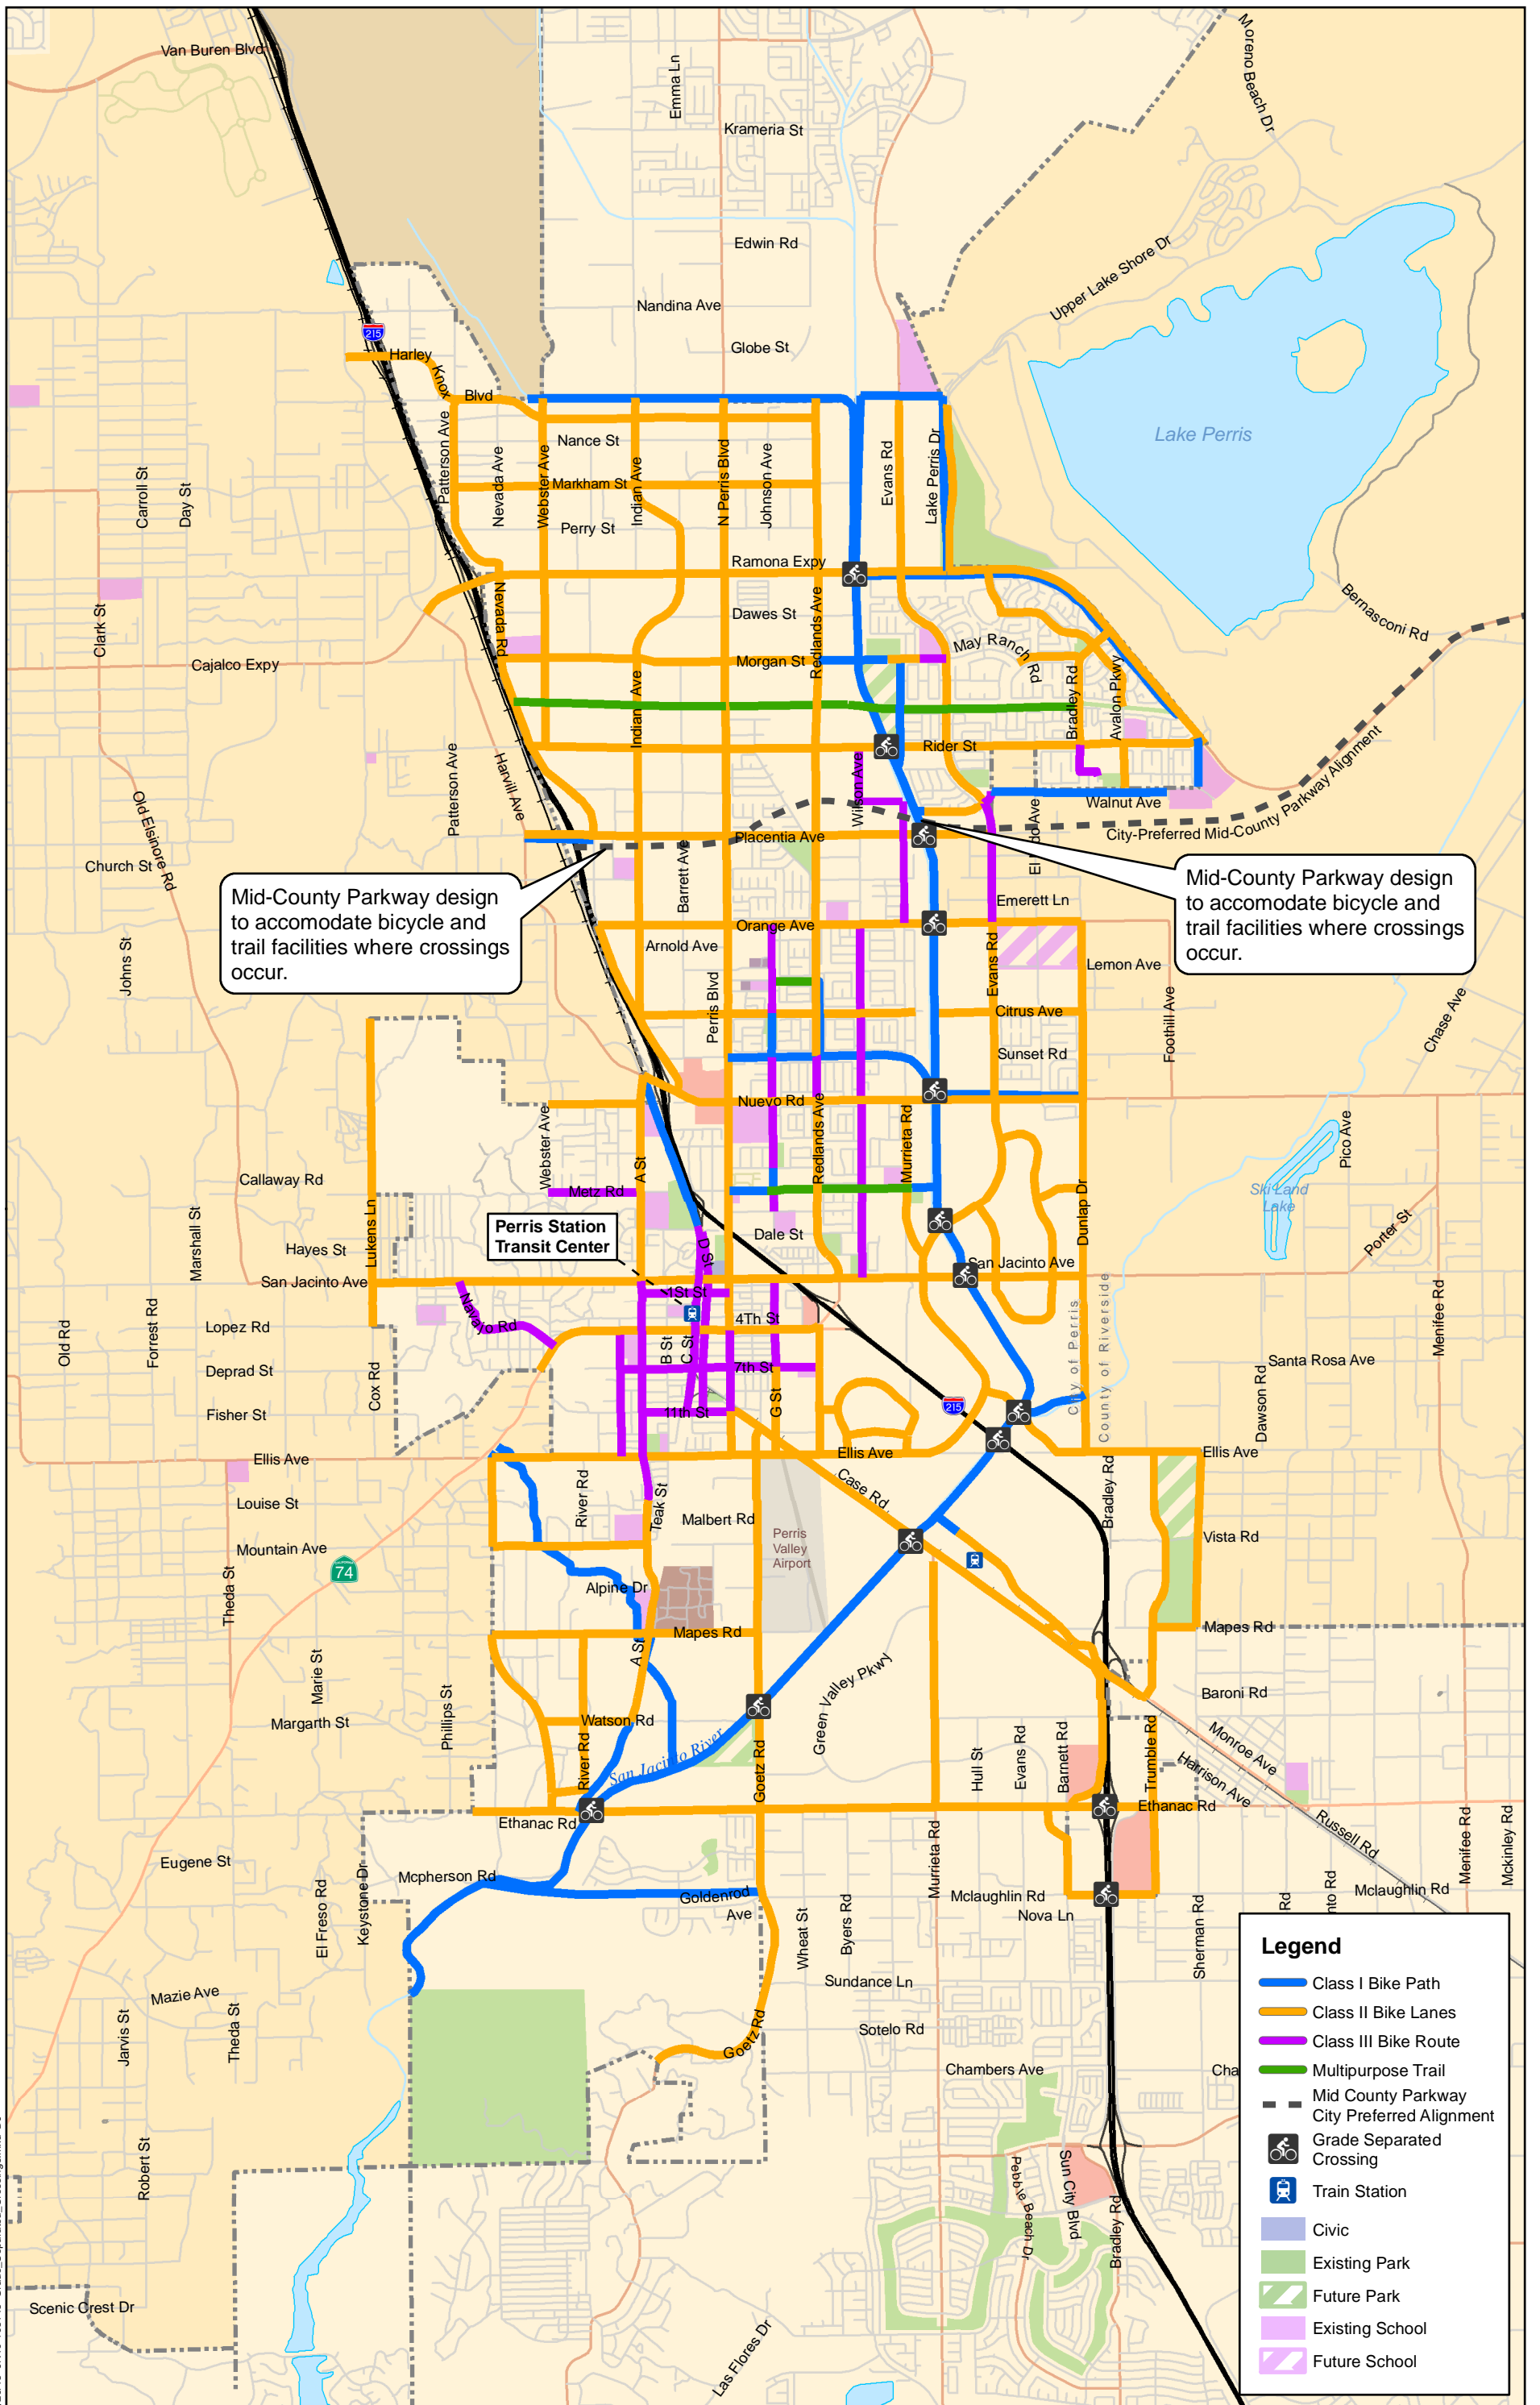 Van Buren Blvd
Emma Ln
Krameria St
Moreno Beach Dr
Edwin Rd
Upper Lake Shore Dr
Nandina Ave
215
Globe St
Harley
Knox
Blvd
Lake Perris
Patterson Ave
Nance St
Carroll St
Day St
Nevada Ave
Webster Ave
Markham St
Indian Ave
N Perris Blvd
Johnson Ave
Evans Rd
Lake Perris Dr
Perry St
Ramona Expy
Clark St
Nevada Rd
Dawes St
Redlands Ave
Bernasconi Rd
May Ranch Rd
Cajalco Expy
Morgan St
Bradley Rd
Avalon Pkwy
Indian Ave
Rider St
Patterson Ave
Harvill Ave
Wilson Ave
Old Elsinore Rd
Walnut Ave
City-Preferred Mid-County Parkway Alignment
Placentia Ave
Church St
Barrett Ave
Mid-County Parkway design
to accomodate bicycle and
trail facilities where crossings
occur.
Mid-County Parkway design
to accomodate bicycle and
trail facilities where crossings
occur.
Emerett Ln
Orange Ave
Arnold Ave
Johns St
Evans Rd
Lemon Ave
Perris Blvd
Citrus Ave
Foothill Ave
Chase Ave
Sunset Rd
Nuevo Rd
Webster Ave
Redlands Ave
Murrieta Rd
Pico Ave
Callaway Rd
A St
Metz Rd
Ski Land
Lake
Perris Station
Transit Center
Marshall St
Lukens Ln
Hayes St
D St
Dale St
Dunlap Dr
Porter St
San Jacinto Ave
San Jacinto Ave
Navajo Rd
1St St
4Th St
City of Perris
County of Riverside
Menifee Rd
Old Rd
Forrest Rd
Lopez Rd
B St
C St
Deprad St
Cox Rd
7th St
G St
Santa Rosa Ave
Dawson Rd
Fisher St
11th St
215
Ellis Ave
Ellis Ave
Ellis Ave
Case Rd
Bradley Rd
Louise St
River Rd
Teak St
Malbert Rd
Perris
Valley
Airport
Vista Rd
Mountain Ave
74
Theda St
Alpine Dr
Mapes Rd
Mapes Rd
A St
Marie St
Phillips St
Green Valley Pkwy
Baroni Rd
Margarth St
Watson Rd
River Rd
San Jacinto River
Goetz Rd
Hull St
Evans Rd
Barnett Rd
Trumble Rd
Monroe Ave
Harrison Ave
Ethanac Rd
Ethanac Rd
Russell Rd
Menifee Rd
Mckinley Rd
Eugene St
Mcpherson Rd
El Freso Rd
Keystone Dr
Goldenrod
Ave
Murrieta Rd
Mclaughlin Rd
Mclaughlin Rd
Nova Ln
Wheat St
Byers Rd
Sherman Rd
Rd
nto Rd
Sundance Ln
Mazie Ave
Jarvis St
Theda St
Goetz Rd
Sotelo Rd
Chambers Ave
Cha
Robert St
Pebble Beach Dr
Sun City Blvd
Bradley Rd
Scenic Crest Dr
Las Flores Dr
Legend
Class I Bike Path
Class II Bike Lanes
Class III Bike Route
Multipurpose Trail
Mid County Parkway
City Preferred Alignment
Grade Separated
Crossing
Train Station
Civic
Existing Park
Future Park
Existing School
Future School